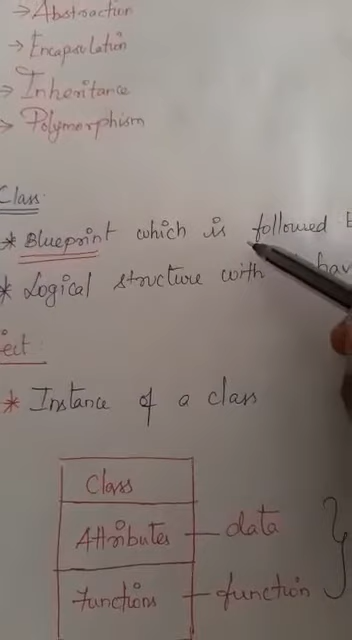 → Abstraction
→ Encapsulation
→ Inheritance
→ Polymorphism
Class
* Blueprint which is followed
* Logical structure with
ject
* Instance of a class
Class
Attributes — data
Functions — function }